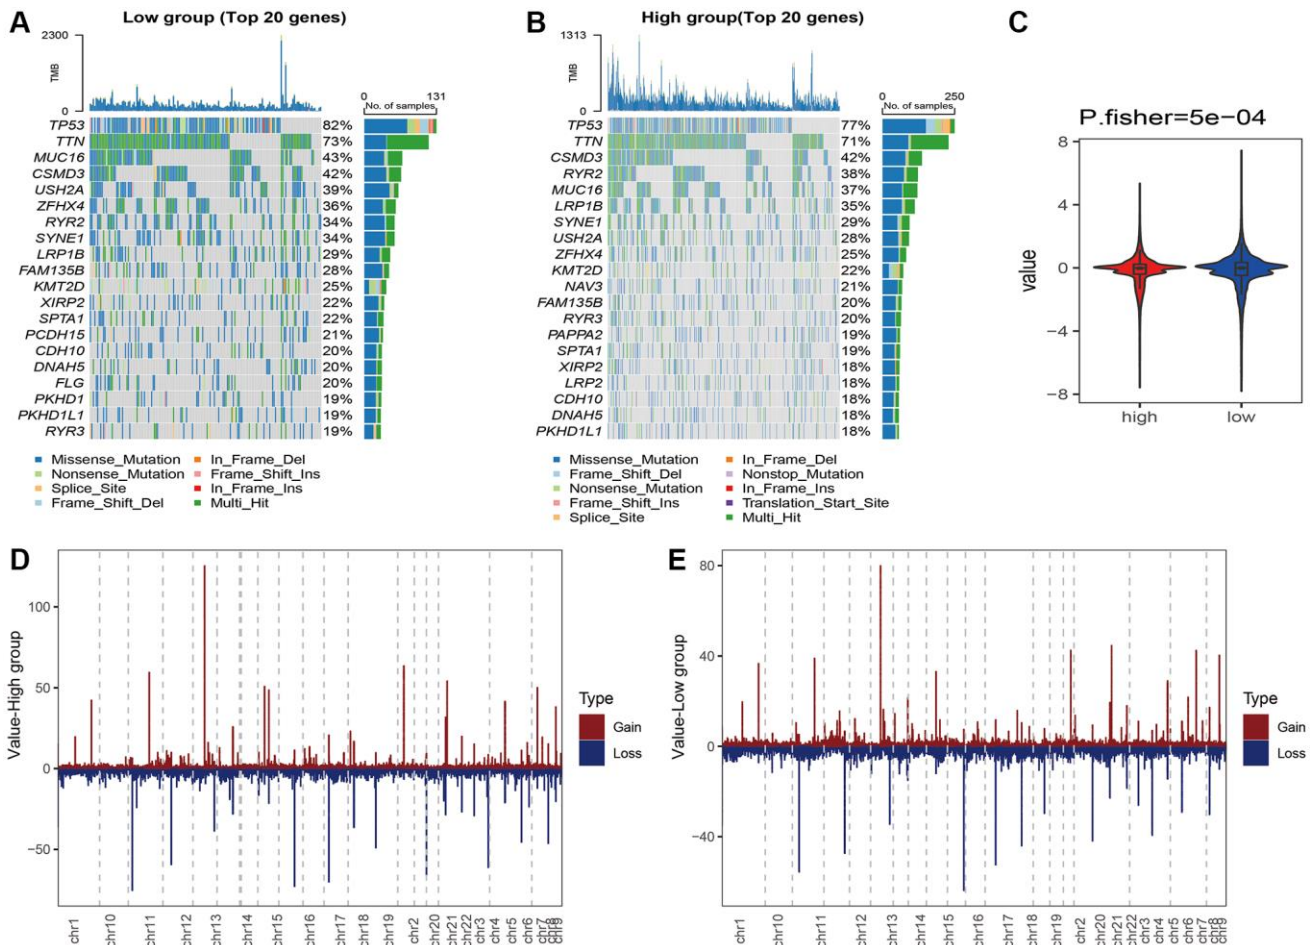 A
Low group (Top 20 genes)
2300
TMB
0
0 131
No. of samples
TP53 82%
TTN 73%
MUC16 43%
CSMD3 42%
USH2A 39%
ZFHX4 36%
RYR2 34%
SYNE1 34%
LRP1B 29%
FAM135B 28%
KMT2D 25%
XIRP2 22%
SPTA1 22%
PCDH15 21%
CDH10 20%
DNAH5 20%
FLG 20%
PKHD1 19%
PKHD1L1 19%
RYR3 19%
Missense_Mutation In_Frame_Del
Nonsense_Mutation Frame_Shift_Ins
Splice_Site In_Frame_Ins
Frame_Shift_Del Multi_Hit
B
High group(Top 20 genes)
1313
TMB
0
0 250
No. of samples
TP53 77%
TTN 71%
CSMD3 42%
RYR2 38%
MUC16 37%
LRP1B 35%
SYNE1 29%
USH2A 28%
ZFHX4 25%
KMT2D 22%
NAV3 21%
FAM135B 20%
RYR3 20%
PAPPA2 19%
SPTA1 19%
XIRP2 18%
LRP2 18%
CDH10 18%
DNAH5 18%
PKHD1L1 18%
Missense_Mutation In_Frame_Del
Frame_Shift_Del Nonstop_Mutation
Nonsense_Mutation In_Frame_Ins
Frame_Shift_Ins Translation_Start_Site
Splice_Site Multi_Hit
C
P.fisher=5e-04
8
4
0
−4
−8
value
high low
D
100
50
0
−50
Value-High group
chr1 chr10 chr11 chr12 chr13 chr14 chr15 chr16 chr17 chr18 chr19 chr2 chr20 chr21 chr22 chr3 chr4 chr5 chr6 chr7 chr8 chr9
Type
Gain
Loss
E
80
40
0
−40
Value-Low group
chr1 chr10 chr11 chr12 chr13 chr14 chr15 chr16 chr17 chr18 chr19 chr2 chr20 chr21 chr22 chr3 chr4 chr5 chr6 chr7 chr8 chr9
Type
Gain
Loss